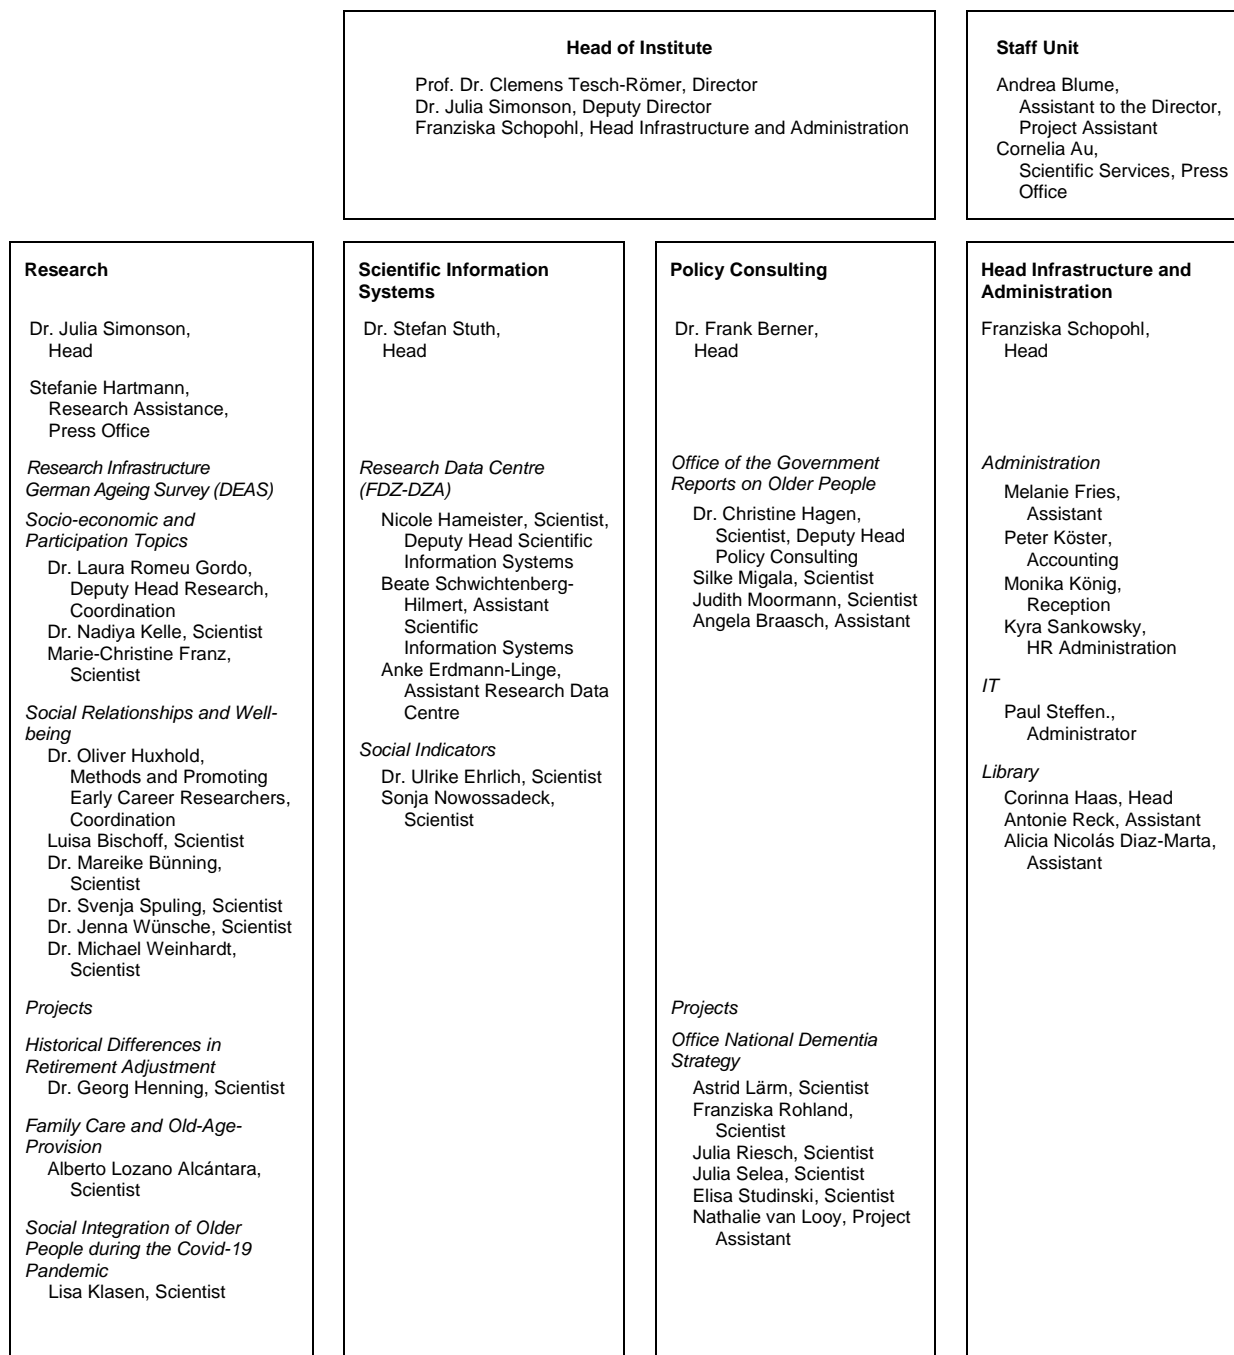 Head of Institute
Prof. Dr. Clemens Tesch-Römer, Director
Dr. Julia Simonson, Deputy Director
Franziska Schopohl, Head Infrastructure and Administration
Staff Unit
Andrea Blume,
Assistant to the Director,
Project Assistant
Cornelia Au,
Scientific Services, Press
Office
Research
Dr. Julia Simonson,
Head
Stefanie Hartmann,
Research Assistance,
Press Office
Research Infrastructure
German Ageing Survey (DEAS)
Socio-economic and
Participation Topics
Dr. Laura Romeu Gordo,
Deputy Head Research,
Coordination
Dr. Nadiya Kelle, Scientist
Marie-Christine Franz,
Scientist
Social Relationships and Well-
being
Dr. Oliver Huxhold,
Methods and Promoting
Early Career Researchers,
Coordination
Luisa Bischoff, Scientist
Dr. Mareike Bünning,
Scientist
Dr. Svenja Spuling, Scientist
Dr. Jenna Wünsche, Scientist
Dr. Michael Weinhardt,
Scientist
Projects
Historical Differences in
Retirement Adjustment
Dr. Georg Henning, Scientist
Family Care and Old-Age-
Provision
Alberto Lozano Alcántara,
Scientist
Social Integration of Older
People during the Covid-19
Pandemic
Lisa Klasen, Scientist
Scientific Information
Systems
Dr. Stefan Stuth,
Head
Research Data Centre
(FDZ-DZA)
Nicole Hameister, Scientist,
Deputy Head Scientific
Information Systems
Beate Schwichtenberg-
Hilmert, Assistant
Scientific
Information Systems
Anke Erdmann-Linge,
Assistant Research Data
Centre
Social Indicators
Dr. Ulrike Ehrlich, Scientist
Sonja Nowossadeck,
Scientist
Policy Consulting
Dr. Frank Berner,
Head
Office of the Government
Reports on Older People
Dr. Christine Hagen,
Scientist, Deputy Head
Policy Consulting
Silke Migala, Scientist
Judith Moormann, Scientist
Angela Braasch, Assistant
Projects
Office National Dementia
Strategy
Astrid Lärm, Scientist
Franziska Rohland,
Scientist
Julia Riesch, Scientist
Julia Selea, Scientist
Elisa Studinski, Scientist
Nathalie van Looy, Project
Assistant
Head Infrastructure and
Administration
Franziska Schopohl,
Head
Administration
Melanie Fries,
Assistant
Peter Köster,
Accounting
Monika König,
Reception
Kyra Sankowsky,
HR Administration
IT
Paul Steffen.,
Administrator
Library
Corinna Haas, Head
Antonie Reck, Assistant
Alicia Nicolás Diaz-Marta,
Assistant